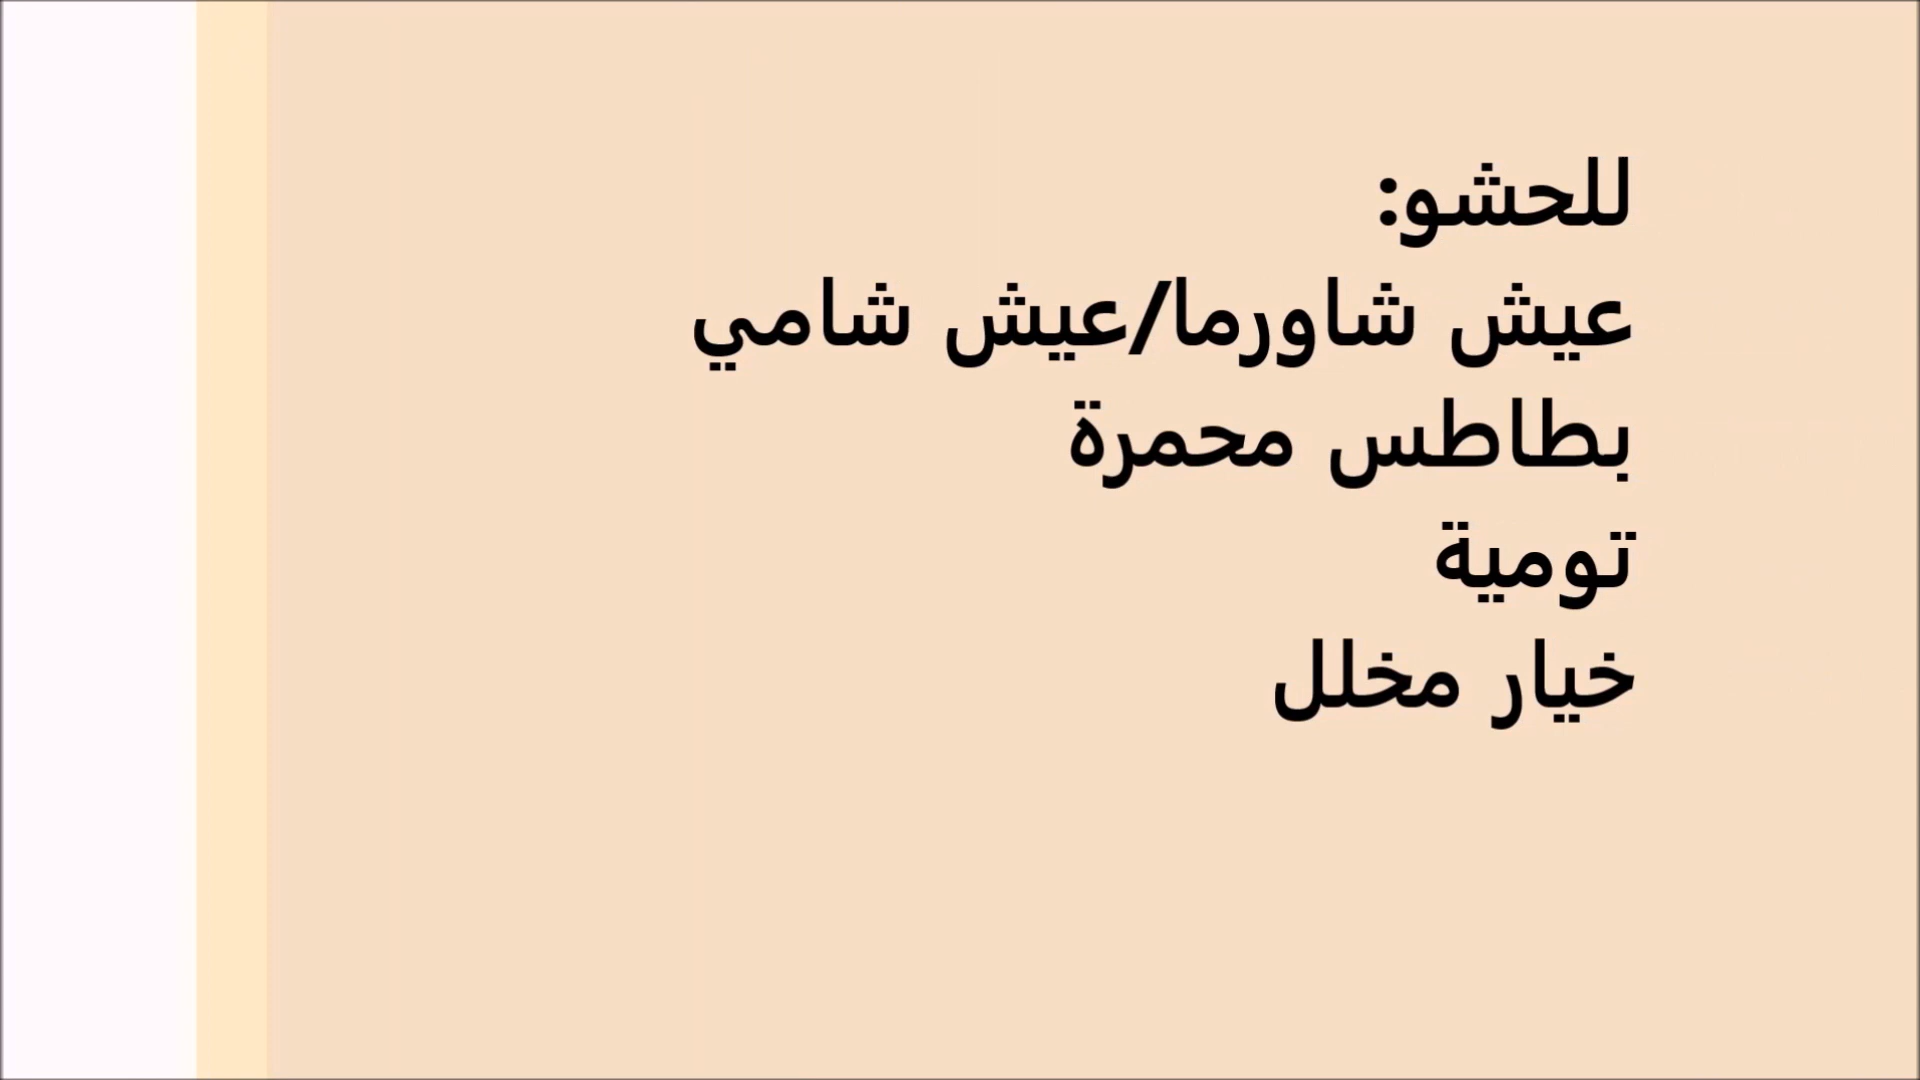 للحشو:
عيش شاورما/عيش شامي
بطاطس محمرة
تومية
خيار مخلل